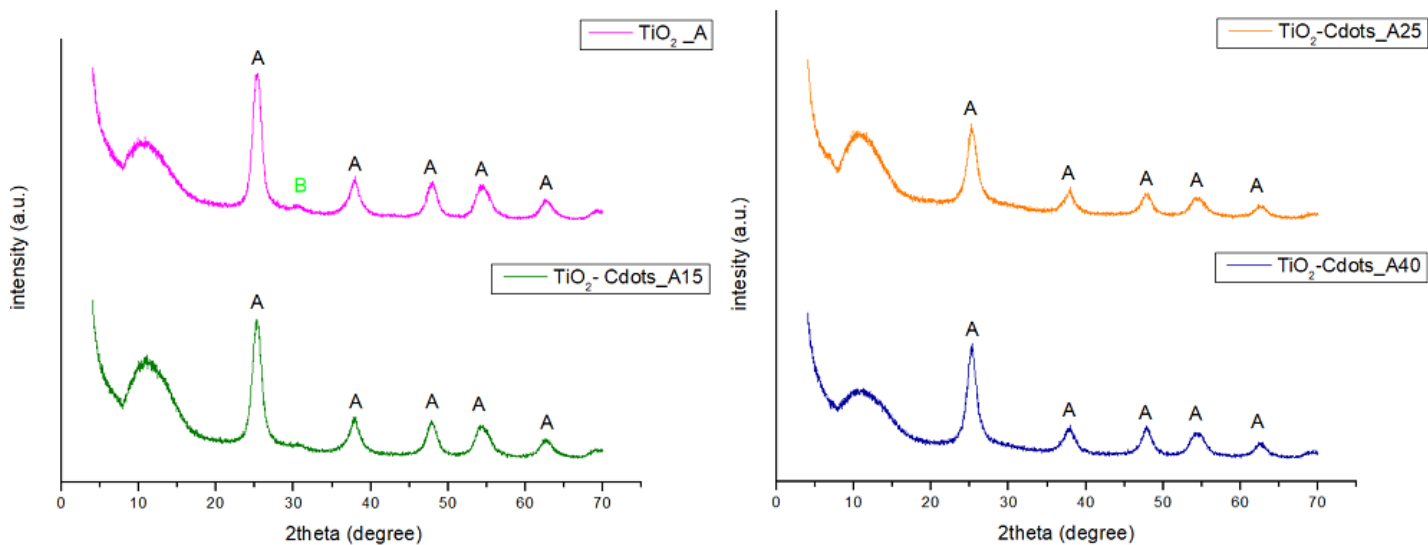 TiO2 _A
A
A
A
A
A
B
intensity (a.u.)
TiO2- Cdots_A15
A
A
A
A
A
0 10 20 30 40 50 60 70
2theta (degree)
TiO2-Cdots_A25
A
A
A
A
A
intesity (a.u.)
TiO2-Cdots_A40
A
A
A
A
A
0 10 20 30 40 50 60 70
2theta (degree)